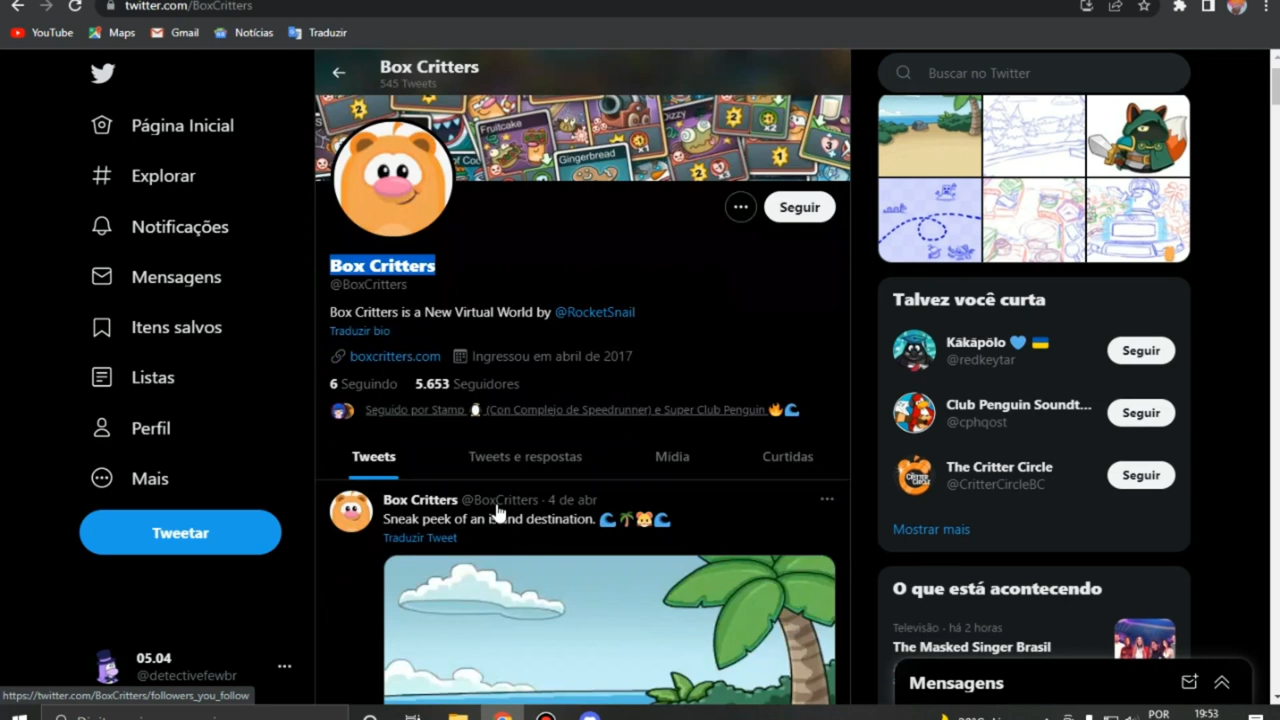 twitter.com/BoxCritters
YouTube Maps Gmail Notícias Traduzir
Box Critters
545 Tweets
Buscar no Twitter
Página Inicial
Explorar
Notificações
Mensagens
Itens salvos
Listas
Perfil
Mais
Tweetar
05.04
@detectivefewbr
https://twitter.com/BoxCritters/followers_you_follow
Fruitcake
Gingerbread
Seguir
Box Critters
@BoxCritters
Box Critters is a New Virtual World by @RocketSnail
Traduzir bio
boxcritters.com Ingressou em abril de 2017
6 Seguindo 5.653 Seguidores
Seguido por Stamp (Con Complejo de Speedrunner) e Super Club Penguin
Tweets Tweets e respostas Mídia Curtidas
Box Critters @BoxCritters · 4 de abr
Sneak peek of an island destination.
Traduzir Tweet
Talvez você curta
Kákápôlo
@redkeytar
Seguir
Club Penguin Soundt...
@cphqost
Seguir
The Critter Circle
@CritterCircleBC
Seguir
Mostrar mais
O que está acontecendo
Televisão · há 2 horas
The Masked Singer Brasil
Mensagens
POR
19:53